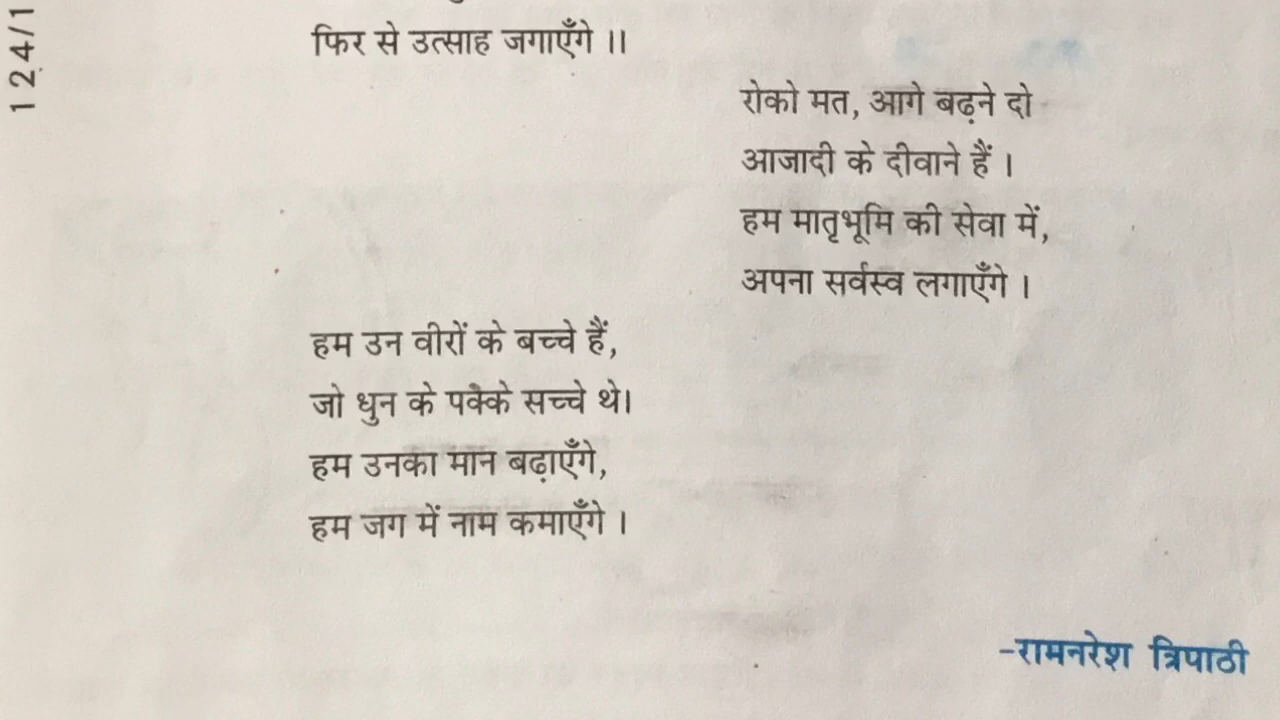 124/1
फिर से उत्साह जगाएँगे ।।
रोको मत, आगे बढ़ने दो
आजादी के दीवाने हैं ।
हम मातृभूमि की सेवा में,
अपना सर्वस्व लगाएँगे ।
हम उन वीरों के बच्चे हैं,
जो धुन के पक्के सच्चे थे।
हम उनका मान बढ़ाएँगे,
हम जग में नाम कमाएँगे ।
-रामनरेश त्रिपाठी